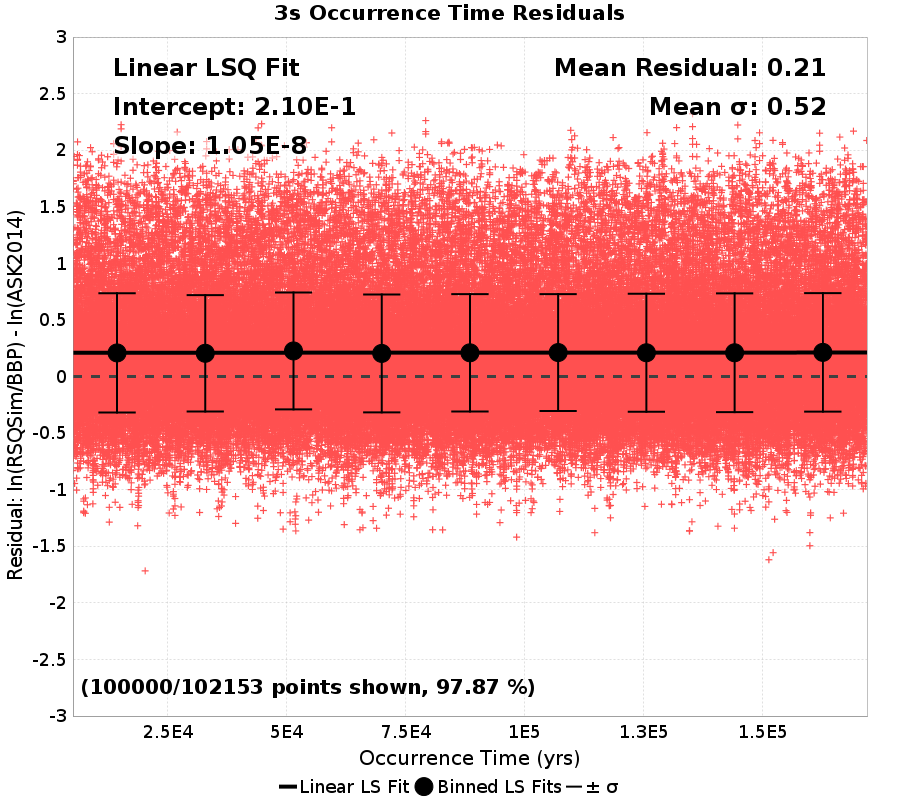 3s Occurrence Time Residuals
Linear LSQ Fit
Mean Residual: 0.21
Intercept: 2.10E-1
Mean σ: 0.52
Slope: 1.05E-8
3
2.5
2
1.5
1
0.5
0
-0.5
-1
-1.5
-2
-2.5
-3
Residual: ln(RSQSim/BBP) - ln(ASK2014)
(100000/102153 points shown, 97.87 %)
2.5E4 5E4 7.5E4 1E5 1.3E5 1.5E5
Occurrence Time (yrs)
Linear LS Fit Binned LS Fits ± σ